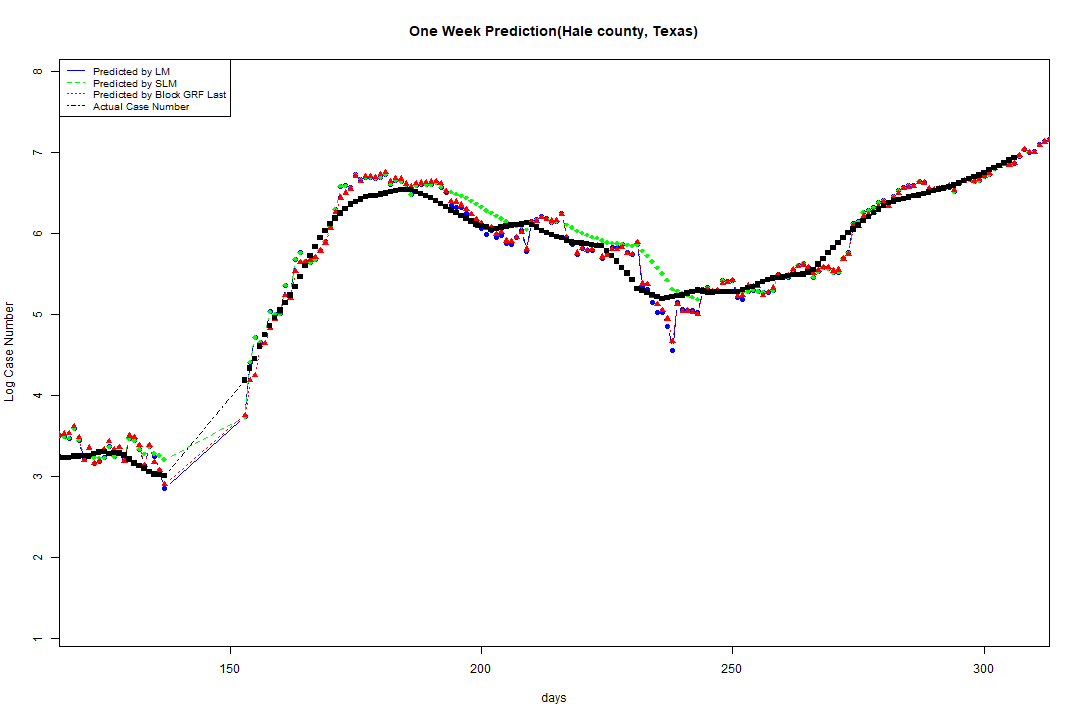 One Week Prediction(Hale county, Texas)
Predicted by LM
Predicted by SLM
Predicted by Block GRF Last
Actual Case Number
8
7
6
5
4
3
2
1
Log Case Number
150 200 250 300
days